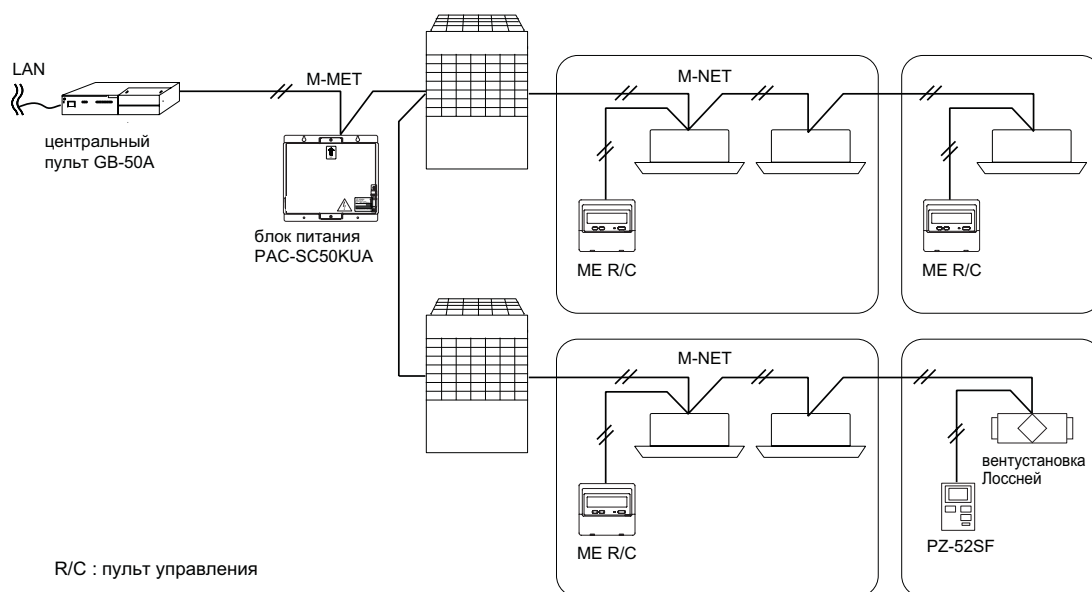 LAN
M-MET
M-NET
центральный
пульт GB-50A
блок питания
PAC-SC50KUA
ME R/C
ME R/C
M-NET
вентустановка
Лоссней
ME R/C
PZ-52SF
R/C : пульт управления